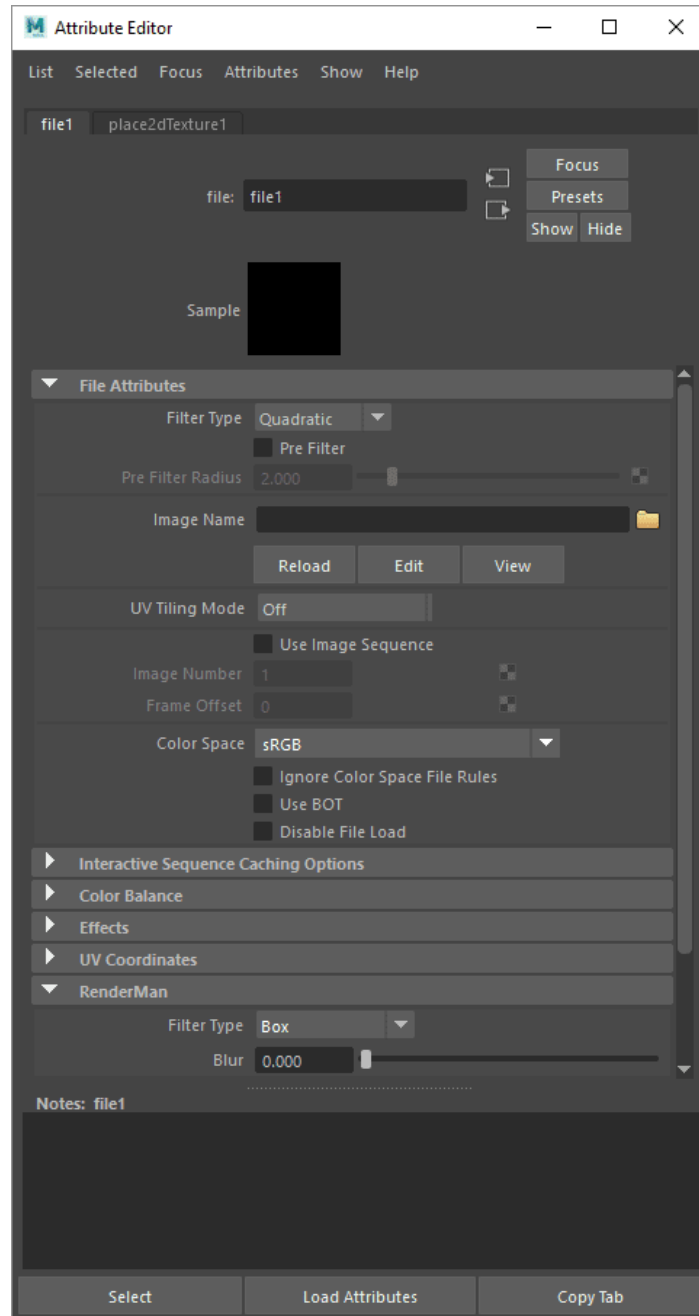 Attribute Editor
List Selected Focus Attributes Show Help
file1 place2dTexture1
Focus
file: file1
Presets
Show Hide
Sample
File Attributes
Filter Type Quadratic
Pre Filter
Pre Filter Radius 2.000
Image Name
Reload Edit View
UV Tiling Mode Off
Use Image Sequence
Image Number 1
Frame Offset 0
Color Space sRGB
Ignore Color Space File Rules
Use BOT
Disable File Load
Interactive Sequence Caching Options
Color Balance
Effects
UV Coordinates
RenderMan
Filter Type Box
Blur 0.000
Notes: file1
Select Load Attributes Copy Tab